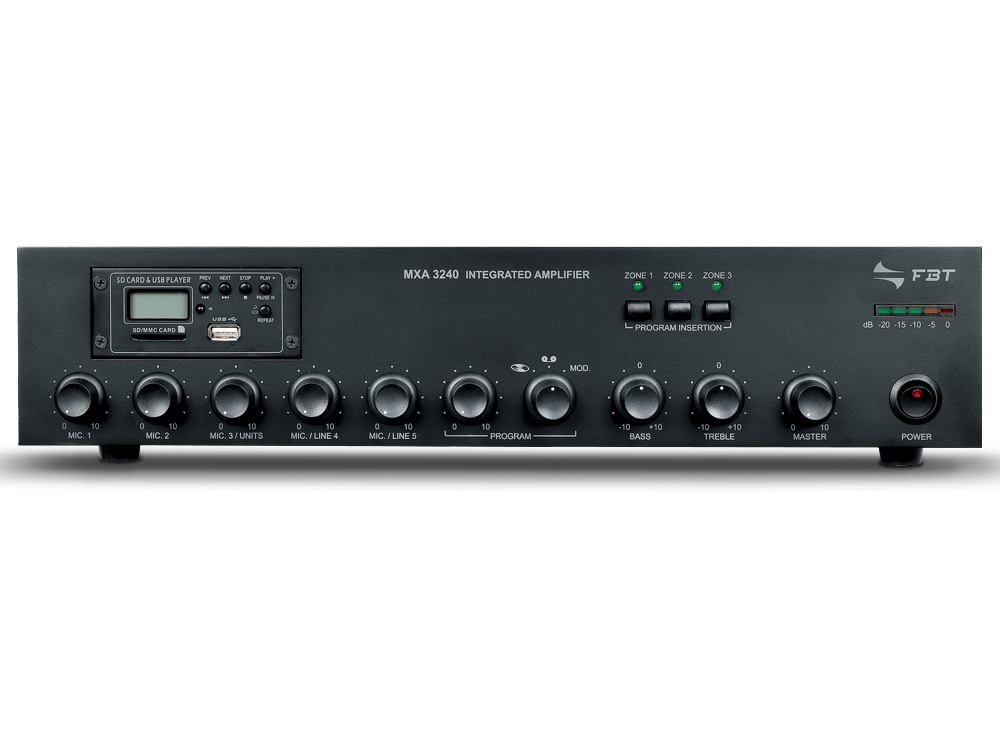 SD CARD & USB PLAYER
PREV NEXT STOP PLAY +
PAUSE
REPEAT
USB
SD/MMC CARD
MXA 3240 INTEGRATED AMPLIFIER
ZONE 1 ZONE 2 ZONE 3
PROGRAM INSERTION
FBT
dB -20 -15 -10 -5 0
MOD.
0 0
0 10 0 10 0 10 0 10 0 10 0 10 -10 +10 -10 +10 0 10
MIC. 1 MIC. 2 MIC. 3 / UNITS MIC. / LINE 4 MIC. / LINE 5 PROGRAM BASS TREBLE MASTER POWER